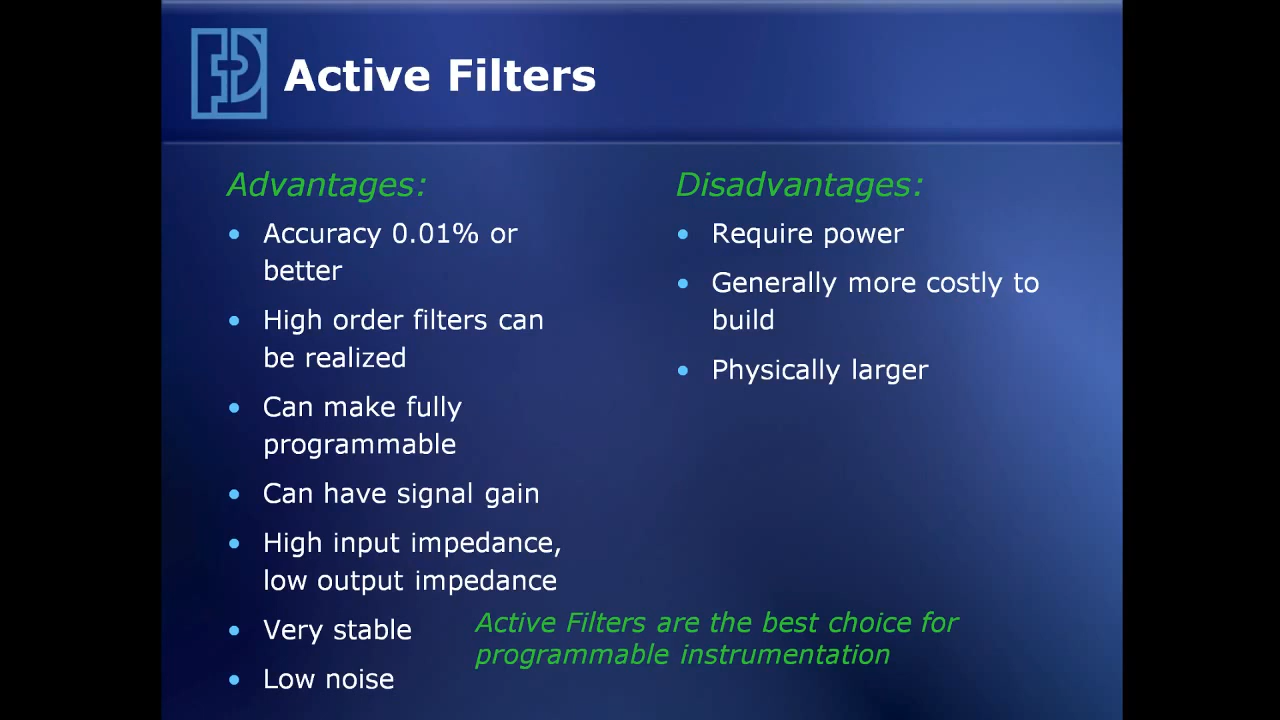 Active Filters
Advantages:
• Accuracy 0.01% or
better
• High order filters can
be realized
• Can make fully
programmable
• Can have signal gain
• High input impedance,
low output impedance
• Very stable
• Low noise
Disadvantages:
• Require power
• Generally more costly to
build
• Physically larger
Active Filters are the best choice for
programmable instrumentation